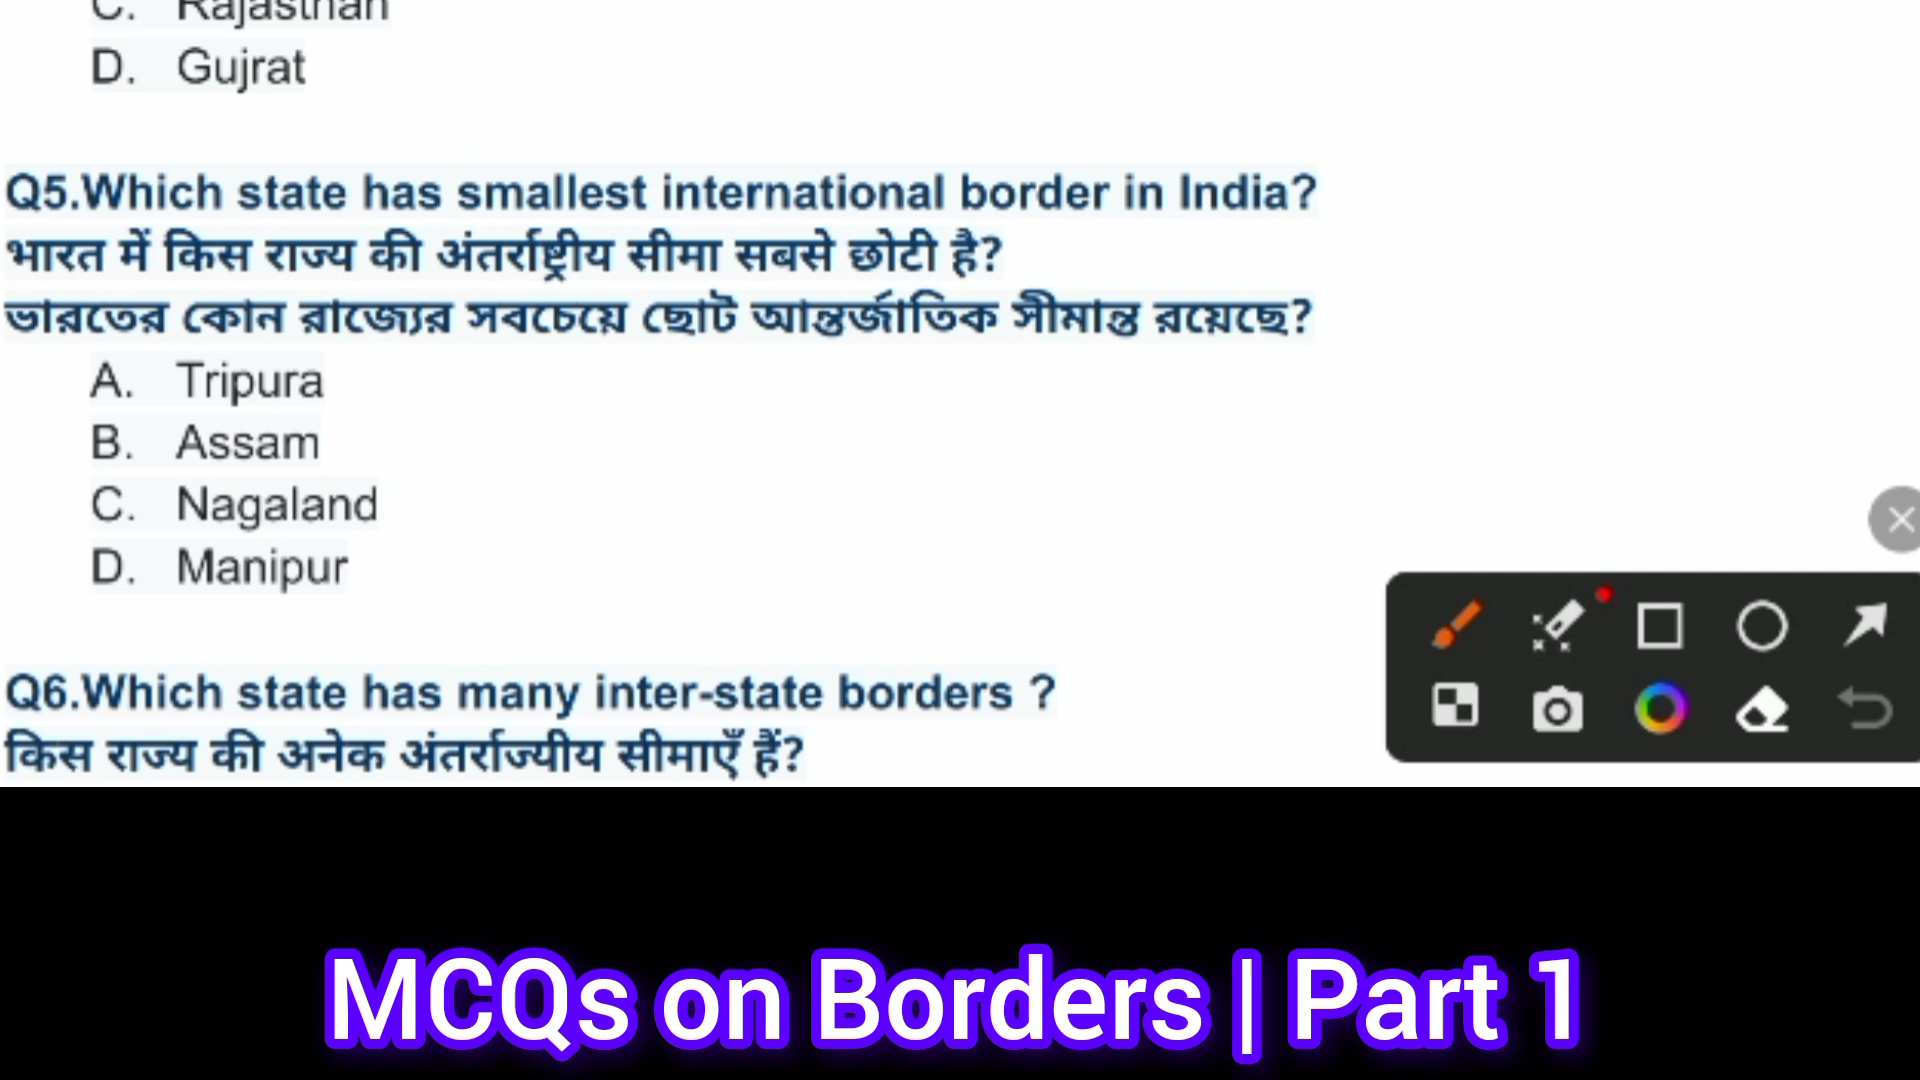 C. Rajasthan
D. Gujrat
Q5.Which state has smallest international border in India?
भारत में किस राज्य की अंतर्राष्ट्रीय सीमा सबसे छोटी है?
ভারতের কোন রাজ্যের সবচেয়ে ছোট আন্তর্জাতিক সীমান্ত রয়েছে?
A. Tripura
B. Assam
C. Nagaland
D. Manipur
Q6.Which state has many inter-state borders ?
किस राज्य की अनेक अंतर्राज्यीय सीमाएँ हैं?
MCQs on Borders | Part 1